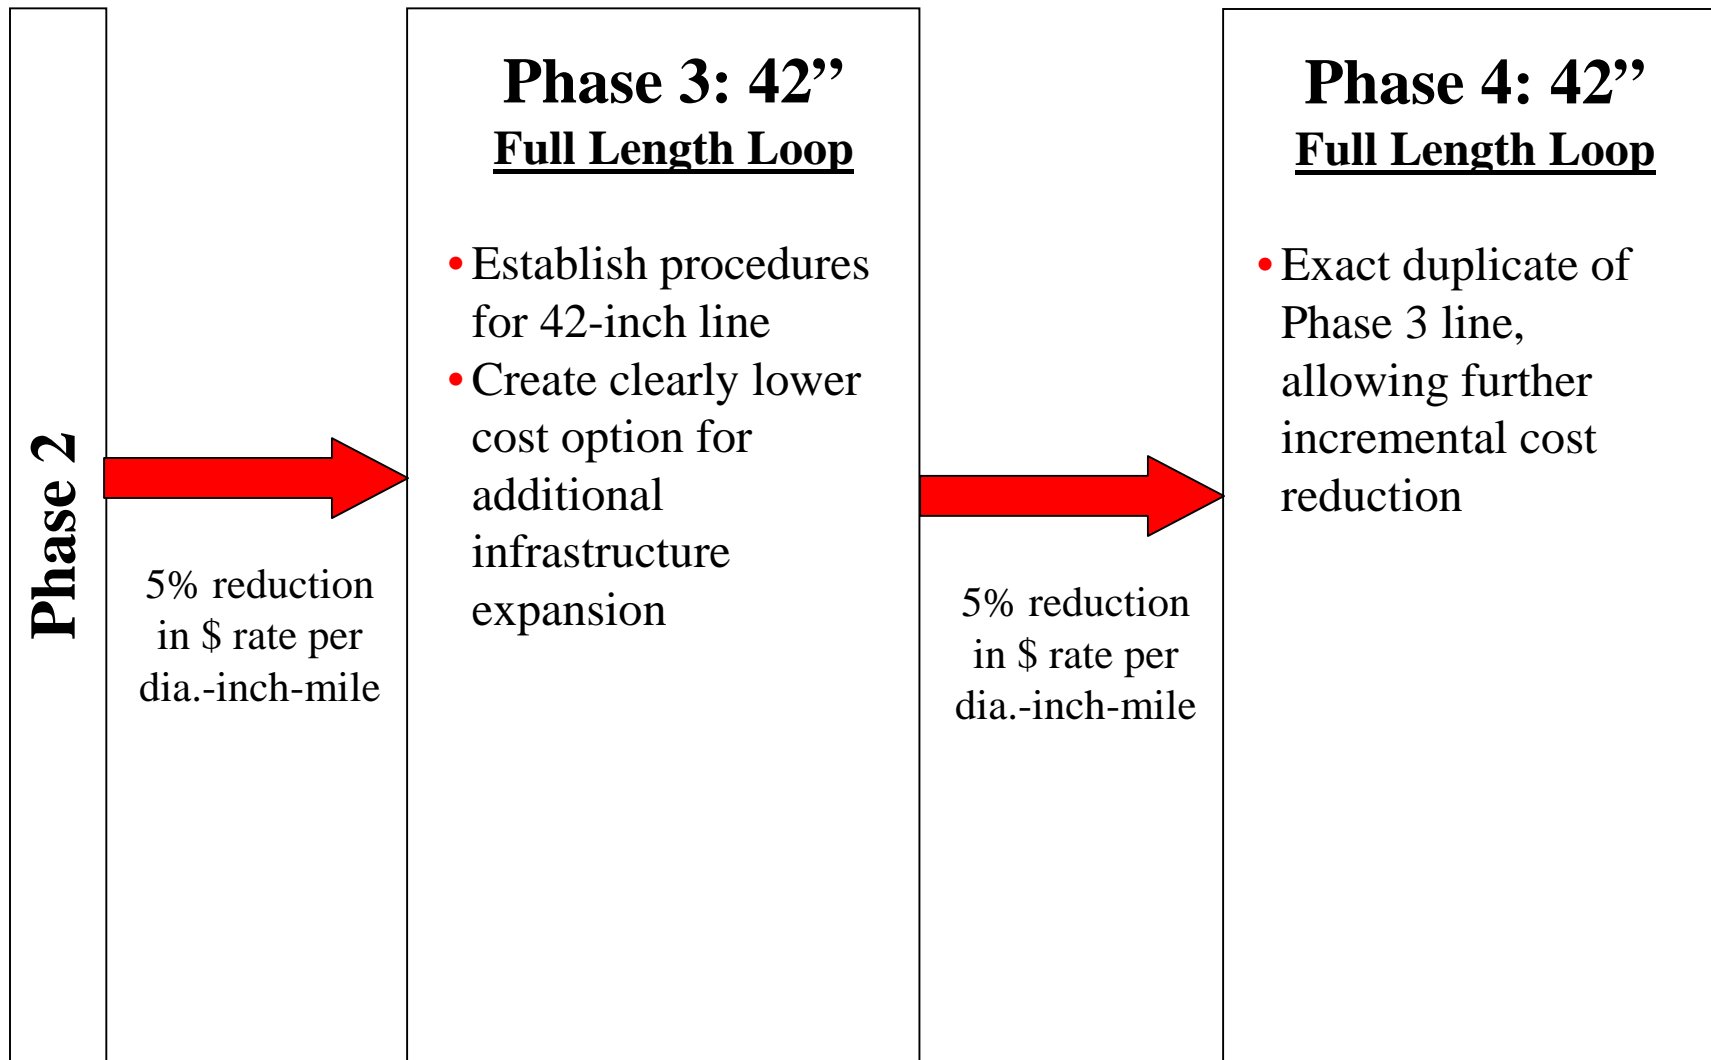 Phase 2
5% reduction
in $ rate per
dia.-inch-mile
Phase 3: 42”
Full Length Loop
• Establish procedures
for 42-inch line
• Create clearly lower
cost option for
additional
infrastructure
expansion
5% reduction
in $ rate per
dia.-inch-mile
Phase 4: 42”
Full Length Loop
• Exact duplicate of
Phase 3 line,
allowing further
incremental cost
reduction